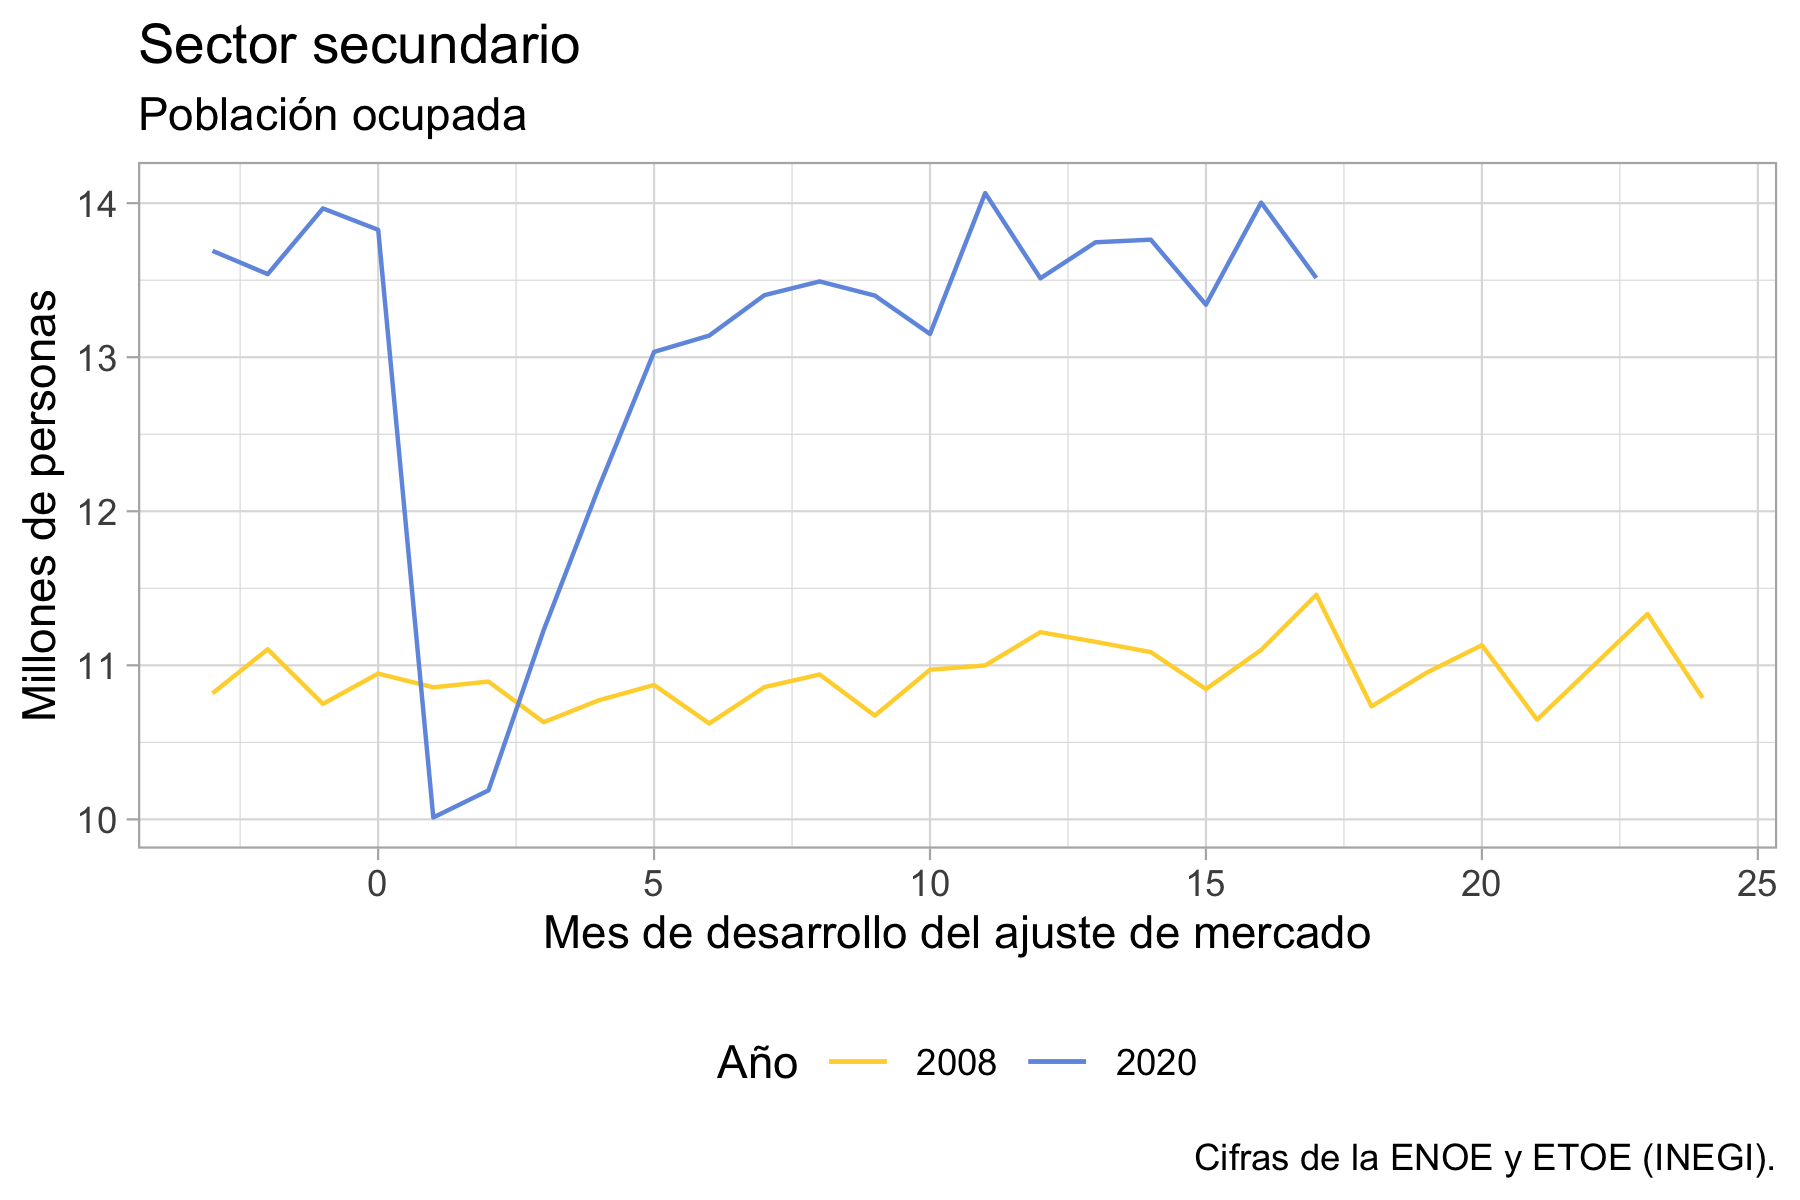 Sector secundario
Población ocupada
Millones de personas
14
13
12
11
10
0 5 10 15 20 25
Mes de desarrollo del ajuste de mercado
Año 2008 2020
Cifras de la ENOE y ETOE (INEGI).